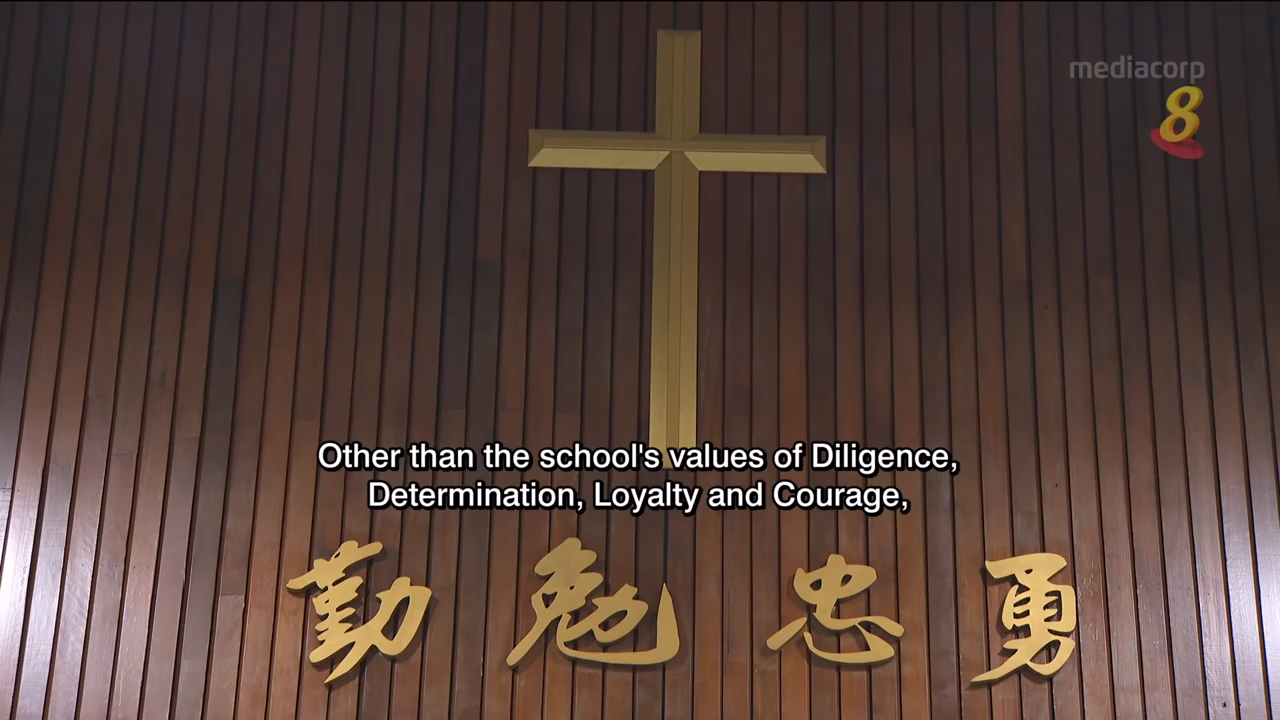 mediacorp
8
Other than the school's values of Diligence,
Determination, Loyalty and Courage,
勤勉忠勇